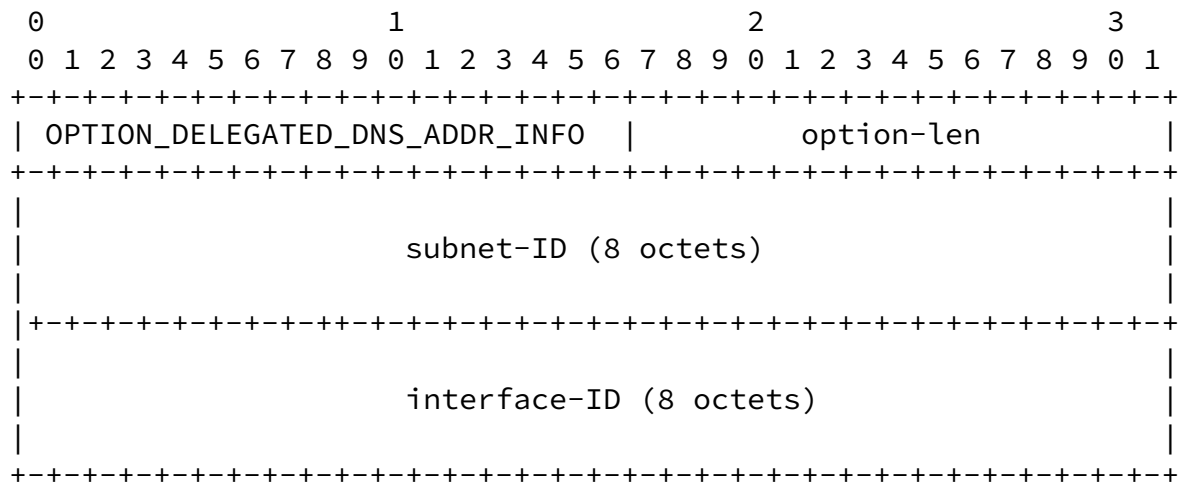 0                   1                   2                   3
 0 1 2 3 4 5 6 7 8 9 0 1 2 3 4 5 6 7 8 9 0 1 2 3 4 5 6 7 8 9 0 1
+-+-+-+-+-+-+-+-+-+-+-+-+-+-+-+-+-+-+-+-+-+-+-+-+-+-+-+-+-+-+-+-+
| OPTION_DELEGATED_DNS_ADDR_INFO  |         option-len          |
+-+-+-+-+-+-+-+-+-+-+-+-+-+-+-+-+-+-+-+-+-+-+-+-+-+-+-+-+-+-+-+-+
|                                                               |
|                     subnet-ID (8 octets)                      |
|                                                               |
|+-+-+-+-+-+-+-+-++-+-+-+-+-+-+-+-+-+-+-+-+-+-+-+-+-+-+-+-+-+-+-+
|                                                               |
|                     interface-ID (8 octets)                   |
|                                                               |
+-+-+-+-+-+-+-+-+-+-+-+-+-+-+-+-+-+-+-+-+-+-+-+-+-+-+-+-+-+-+-+-+